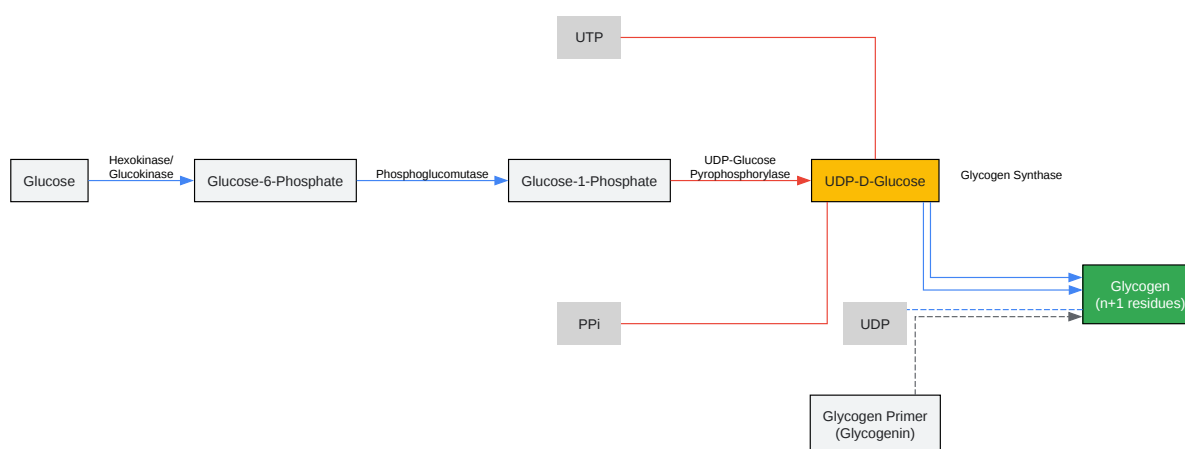 UTP
Hexokinase/
Glucokinase
UDP-Glucose
Pyrophosphorylase
Glucose
Glucose-6-Phosphate
Phosphoglucomutase
Glucose-1-Phosphate
UDP-D-Glucose
Glycogen Synthase
Glycogen
(n+1 residues)
PPi
UDP
Glycogen Primer
(Glycogenin)